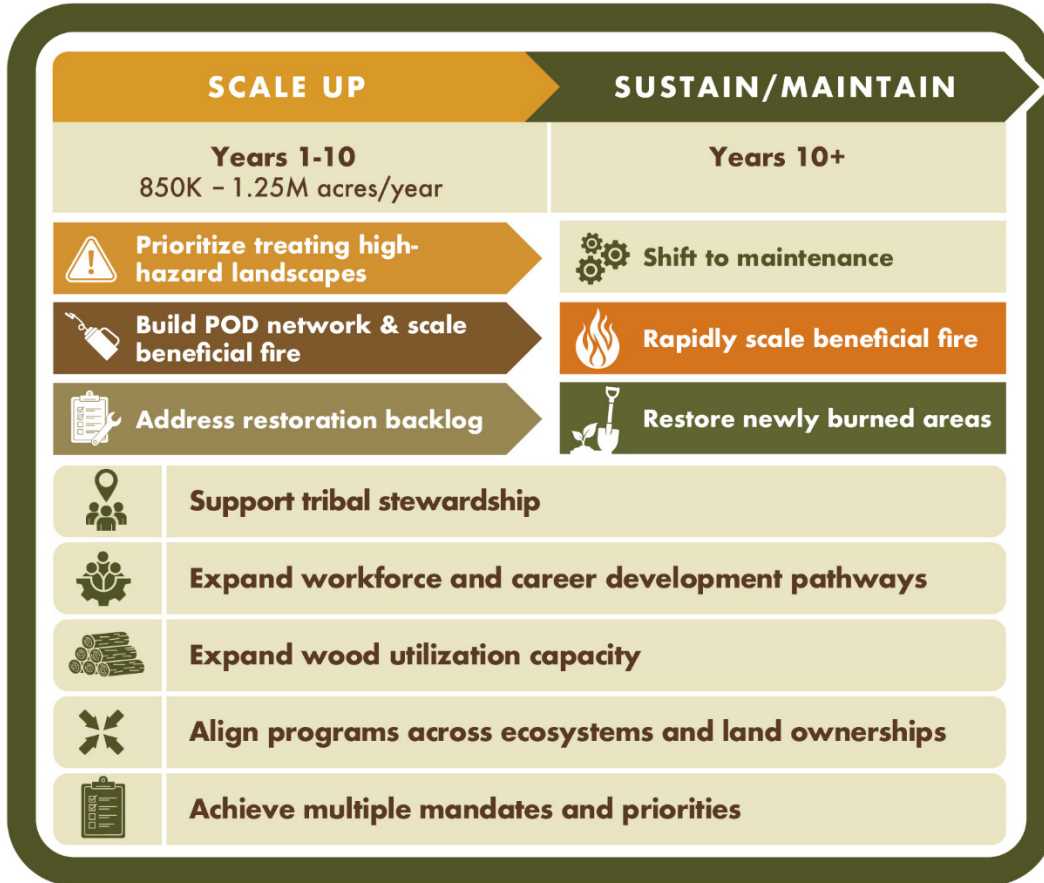 SCALE UP
SUSTAIN/MAINTAIN
Years 1-10
850K – 1.25M acres/year
Years 10+
Prioritize treating high-
hazard landscapes
Shift to maintenance
Build POD network & scale
beneficial fire
Rapidly scale beneficial fire
Address restoration backlog
Restore newly burned areas
Support tribal stewardship
Expand workforce and career development pathways
Expand wood utilization capacity
Align programs across ecosystems and land ownerships
Achieve multiple mandates and priorities